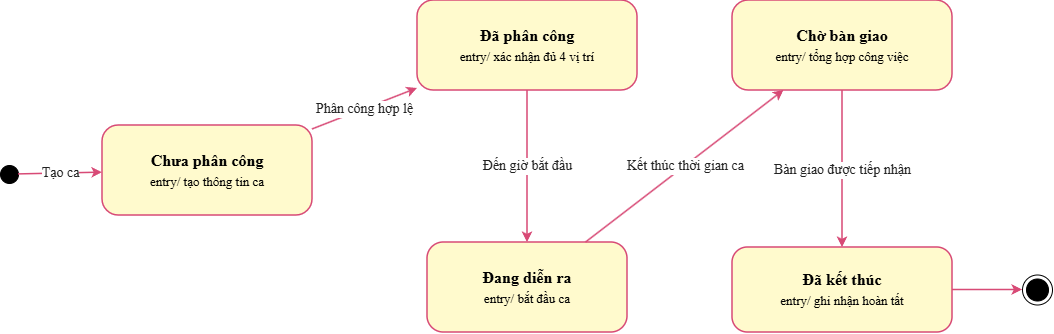 Tạo ca
Chưa phân công
entry/ tạo thông tin ca
Phân công hợp lệ
Đã phân công
entry/ xác nhận đủ 4 vị trí
Đến giờ bắt đầu
Đang diễn ra
entry/ bắt đầu ca
Kết thúc thời gian ca
Chờ bàn giao
entry/ tổng hợp công việc
Bàn giao được tiếp nhận
Đã kết thúc
entry/ ghi nhận hoàn tất